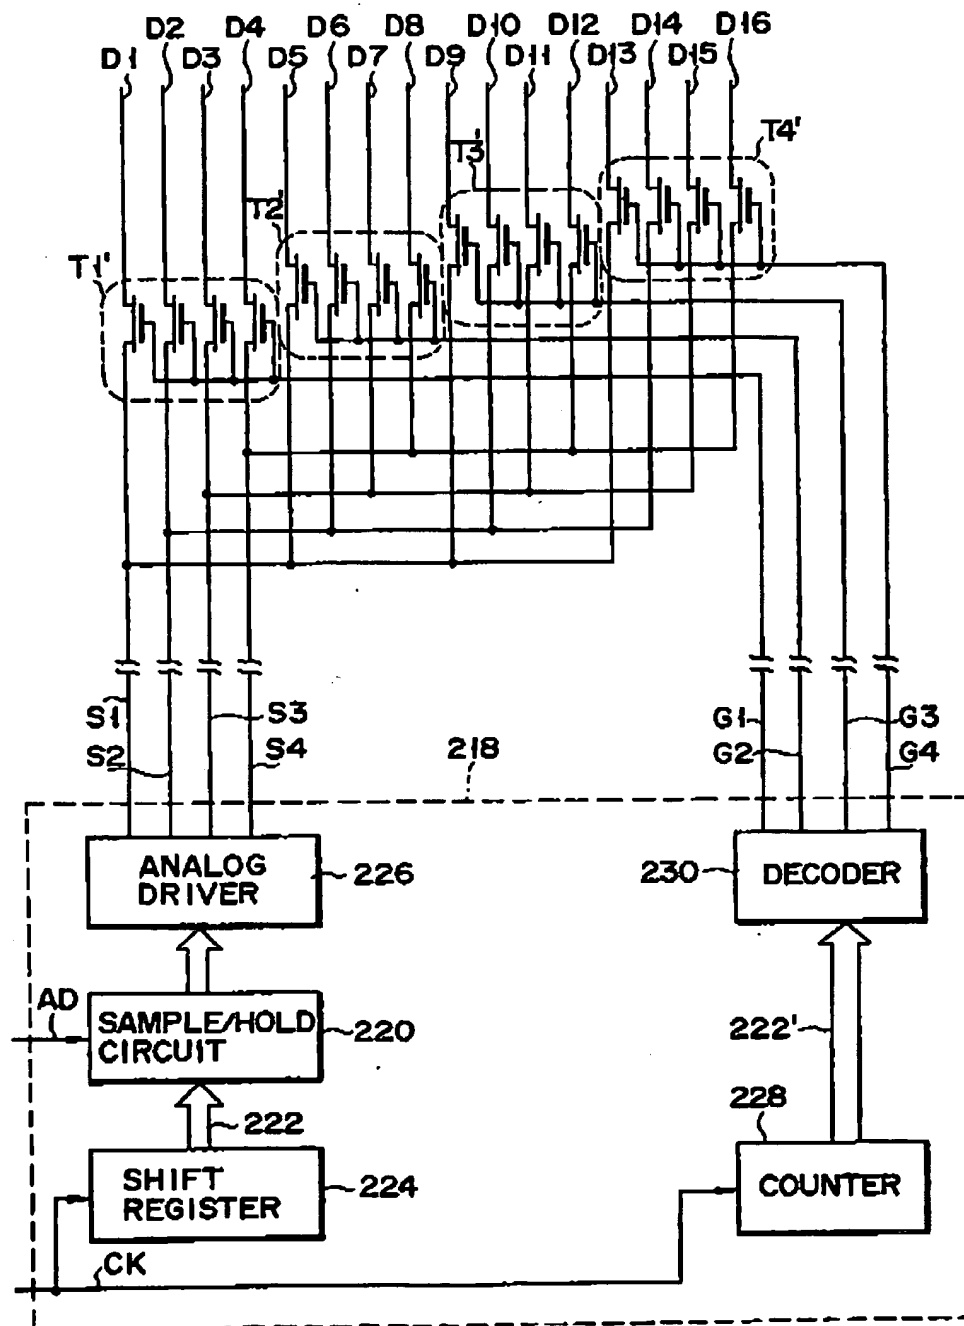 D2 D4 D6 D8 D10 D12 D14 D16
D1 D3 D5 D7 D9 D11 D13 D15
T4'
T3'
T2'
T1'
S1 S3 G1 G3
S2 S4 218 G2 G4
ANALOG
DRIVER
226
230
DECODER
AD
SAMPLE/HOLD
CIRCUIT
220
222'
222
228
SHIFT
REGISTER
224
COUNTER
CK